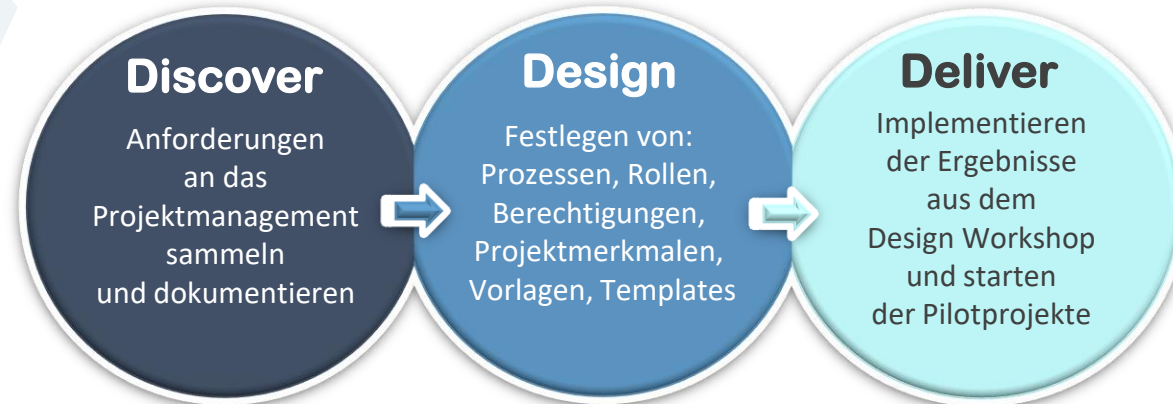 Discover
Anforderungen
an das
Projektmanagement
sammeln
und dokumentieren
Design
Festlegen von:
Prozessen, Rollen,
Berechtigungen,
Projektmerkmalen,
Vorlagen, Templates
Deliver
Implementieren
der Ergebnisse
aus dem
Design Workshop
und starten
der Pilotprojekte